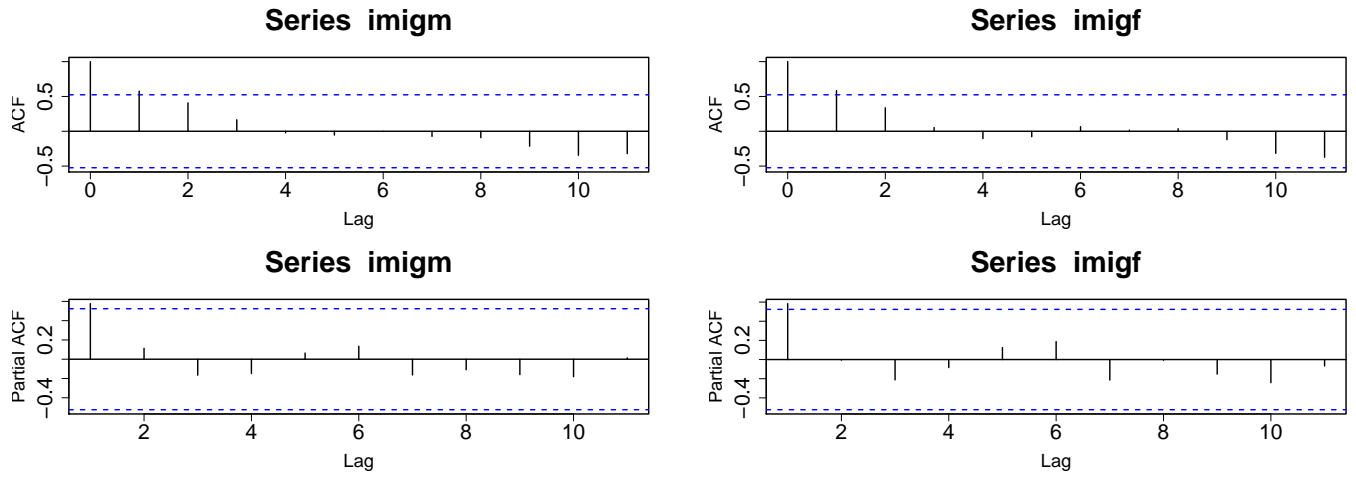 Series imigm
ACF
0.5
−0.5
0 2 4 6 8 10
Lag
Series imigf
ACF
0.5
−0.5
0 2 4 6 8 10
Lag
Series imigm
Partial ACF
0.2
−0.4
2 4 6 8 10
Lag
Series imigf
Partial ACF
0.2
−0.4
2 4 6 8 10
Lag